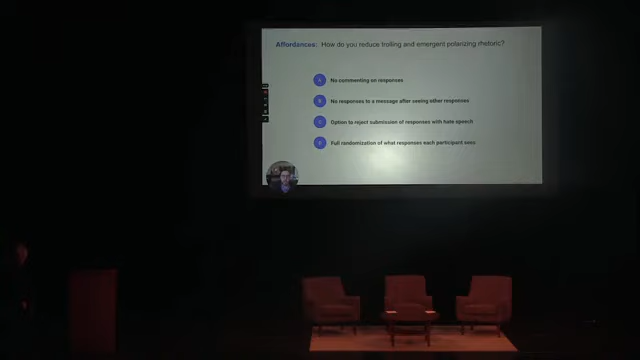 Affordances: How do you reduce trolling and emergent polarizing rhetoric?
A No commenting on responses
B No responses to a message after seeing other responses
C Option to reject submission of responses with hate speech
D Full randomization of what responses each participant sees